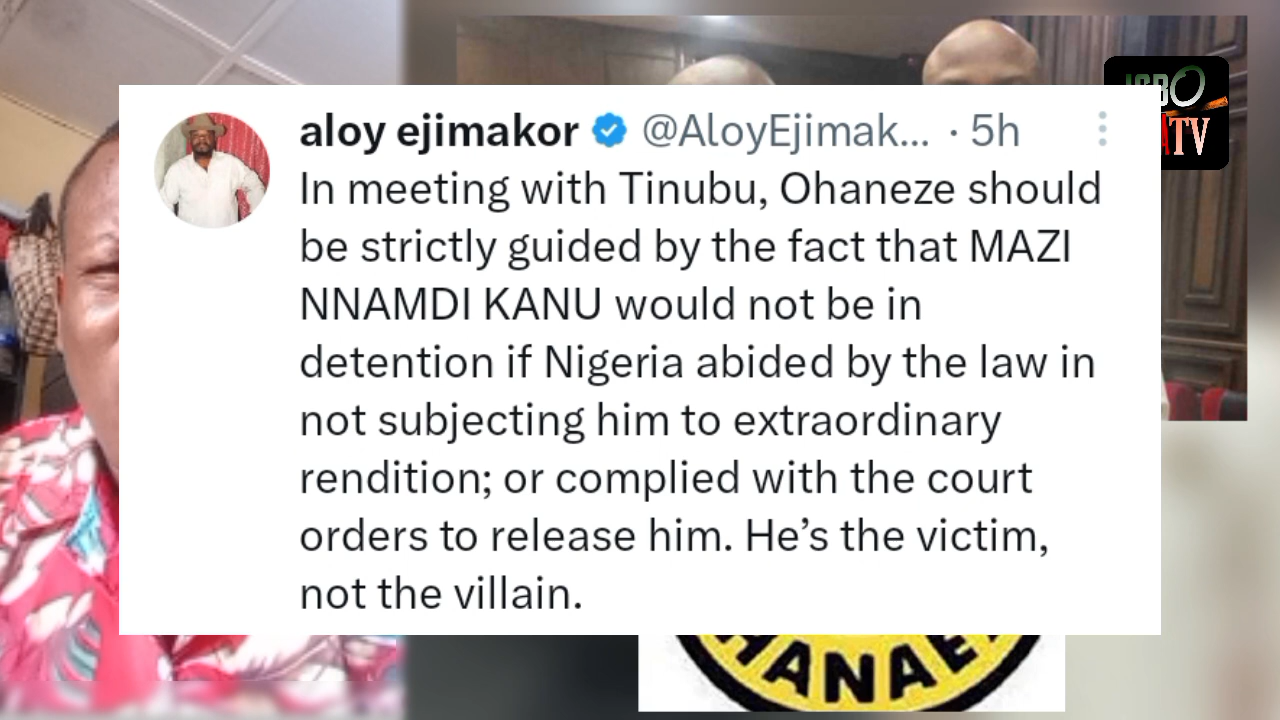 aloy ejimakor @AloyEjimak... · 5h
In meeting with Tinubu, Ohaneze should
be strictly guided by the fact that MAZI
NNAMDI KANU would not be in
detention if Nigeria abided by the law in
not subjecting him to extraordinary
rendition; or complied with the court
orders to release him. He’s the victim,
not the villain.
TV